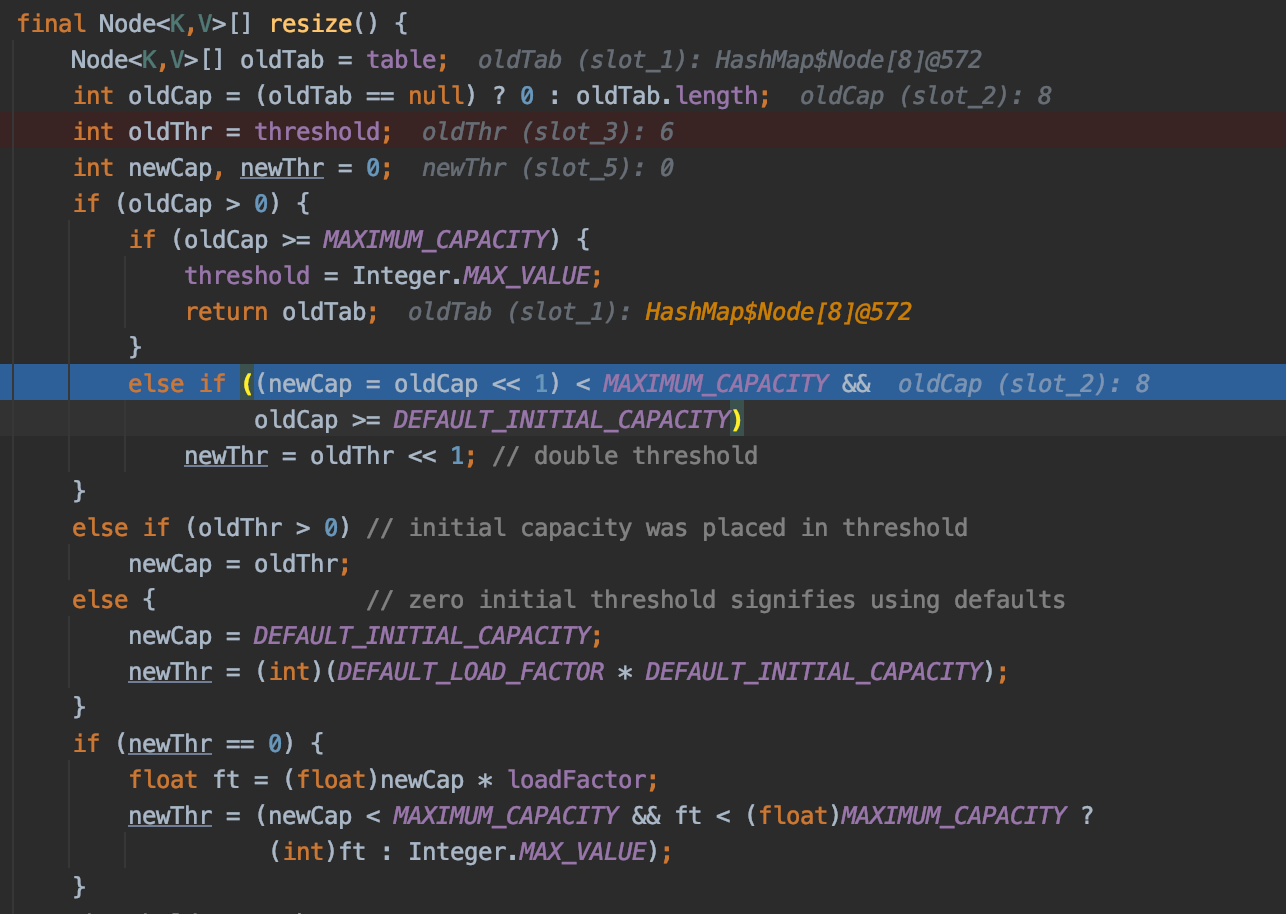 final Node<K,V>[] resize() {
Node<K,V>[] oldTab = table; oldTab (slot_1): HashMap$Node[8]@572
int oldCap = (oldTab == null) ? 0 : oldTab.length; oldCap (slot_2): 8
int oldThr = threshold; oldThr (slot_3): 6
int newCap, newThr = 0; newThr (slot_5): 0
if (oldCap > 0) {
if (oldCap >= MAXIMUM_CAPACITY) {
threshold = Integer.MAX_VALUE;
return oldTab; oldTab (slot_1): HashMap$Node[8]@572
}
else if ((newCap = oldCap << 1) < MAXIMUM_CAPACITY && oldCap (slot_2): 8
oldCap >= DEFAULT_INITIAL_CAPACITY)
newThr = oldThr << 1; // double threshold
}
else if (oldThr > 0) // initial capacity was placed in threshold
newCap = oldThr;
else { // zero initial threshold signifies using defaults
newCap = DEFAULT_INITIAL_CAPACITY;
newThr = (int)(DEFAULT_LOAD_FACTOR * DEFAULT_INITIAL_CAPACITY);
}
if (newThr == 0) {
float ft = (float)newCap * loadFactor;
newThr = (newCap < MAXIMUM_CAPACITY && ft < (float)MAXIMUM_CAPACITY ?
(int)ft : Integer.MAX_VALUE);
}